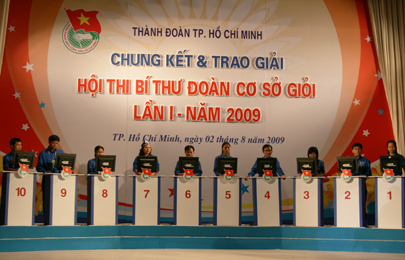 THÀNH ĐOÀN TP. HỒ CHÍ MINH
CHUNG KẾT & TRAO GIẢI
HỘI THI BÍ THƯ ĐOÀN CƠ SỞ GIỎI
LẦN I - NĂM 2009
TP. Hồ Chí Minh, ngày 02 tháng 8 năm 2009
10 9 8 7 6 5 4 3 2 1